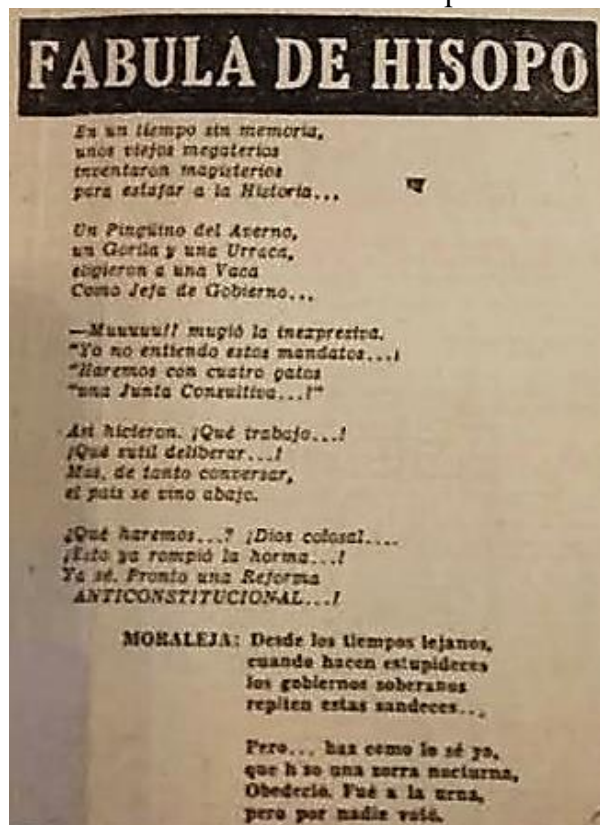 FABULA DE HISOPO
En un tiempo sin memoria,
unos viejos megaterios
inventaron magisterios
para estafar a la Historia...
Un Pingüino del Averno,
un Gorila y una Urraca,
cogieron a una Vaca
Como Jefa de Gobierno...
—Muuuuu!! mugió la inexpresiva.
"Yo no entiendo estos mandatos...!
"Haremos con cuatro gatos
"una Junta Consultiva...!"
Así hicieron. ¡Qué trabajo...!
¡Qué sutil deliberar...!
Mas, de tanto conversar,
el país se vino abajo.
¿Qué haremos...? ¡Dios colosal....
¡Esto ya rompió la horma...!
Ya sé. Pronto una Reforma
ANTICONSTITUCIONAL...!
MORALEJA: Desde los tiempos lejanos,
cuando hacen estupideces
los gobiernos soberanos
repiten estas sandeces...
Pero... haz como lo sé yo,
que h zo una zorra nocturna,
Obedeció. Fué a la urna,
pero por nadie votó.